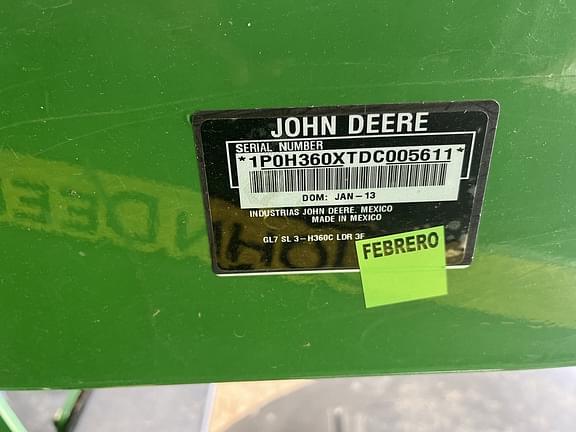 JOHN DEERE
SERIAL NUMBER
*1P0H360XTDC005611*
DOM: JAN-13
INDUSTRIAS JOHN DEERE, MEXICO
MADE IN MEXICO
GL7 SL 3-H360C LDR 3F
FEBRERO